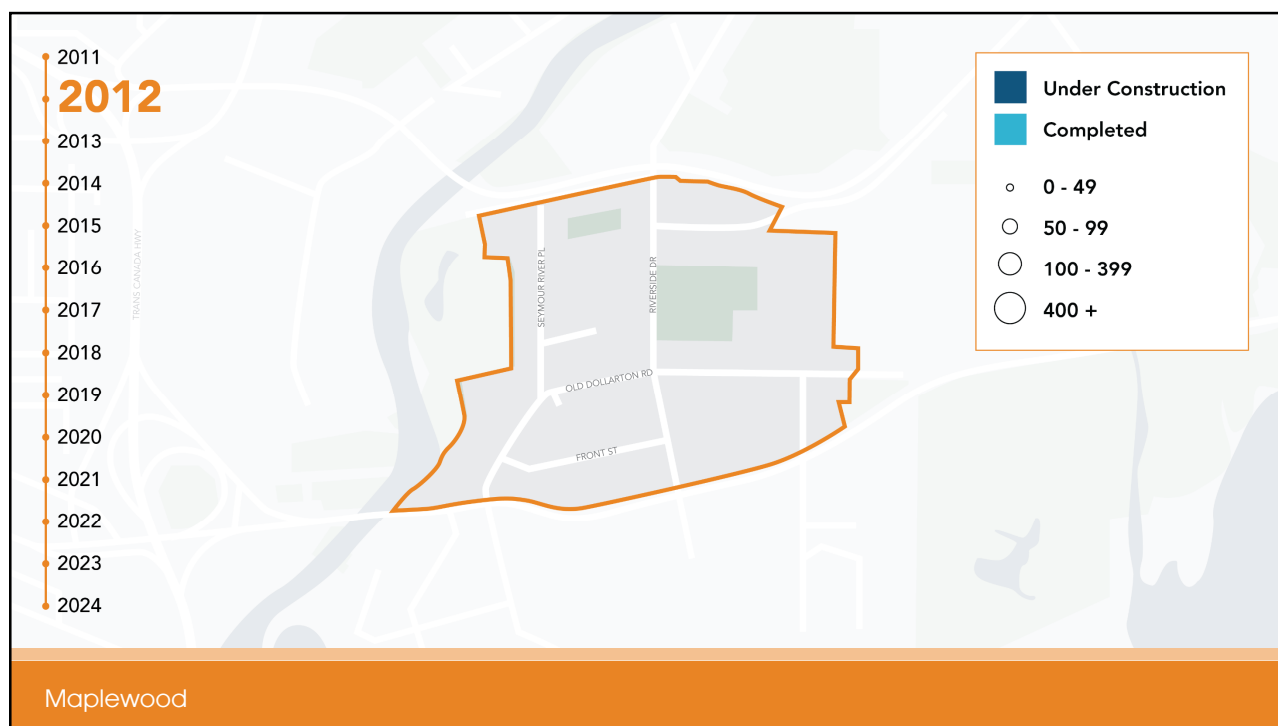 2011
2012
2013
2014
2015
2016
2017
2018
2019
2020
2021
2022
2023
2024
TRANS CANADA HWY
SEYMOUR RIVER PL
RIVERSIDE DR
OLD DOLLARTON RD
FRONT ST
Under Construction
Completed
0 - 49
50 - 99
100 - 399
400 +
Maplewood